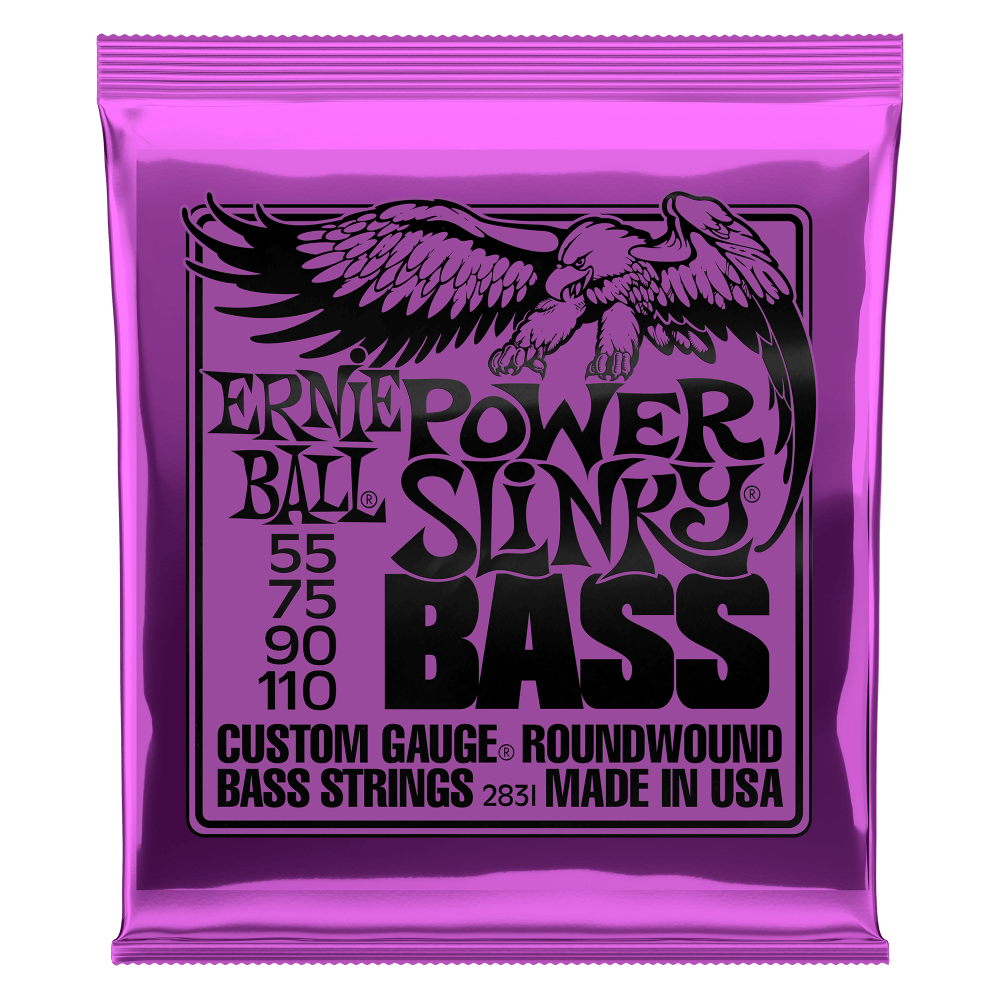 ERNIE BALL®
POWER SLINKY® BASS
55
75
90
110
CUSTOM GAUGE® ROUNDWOUND
BASS STRINGS 2831 MADE IN USA